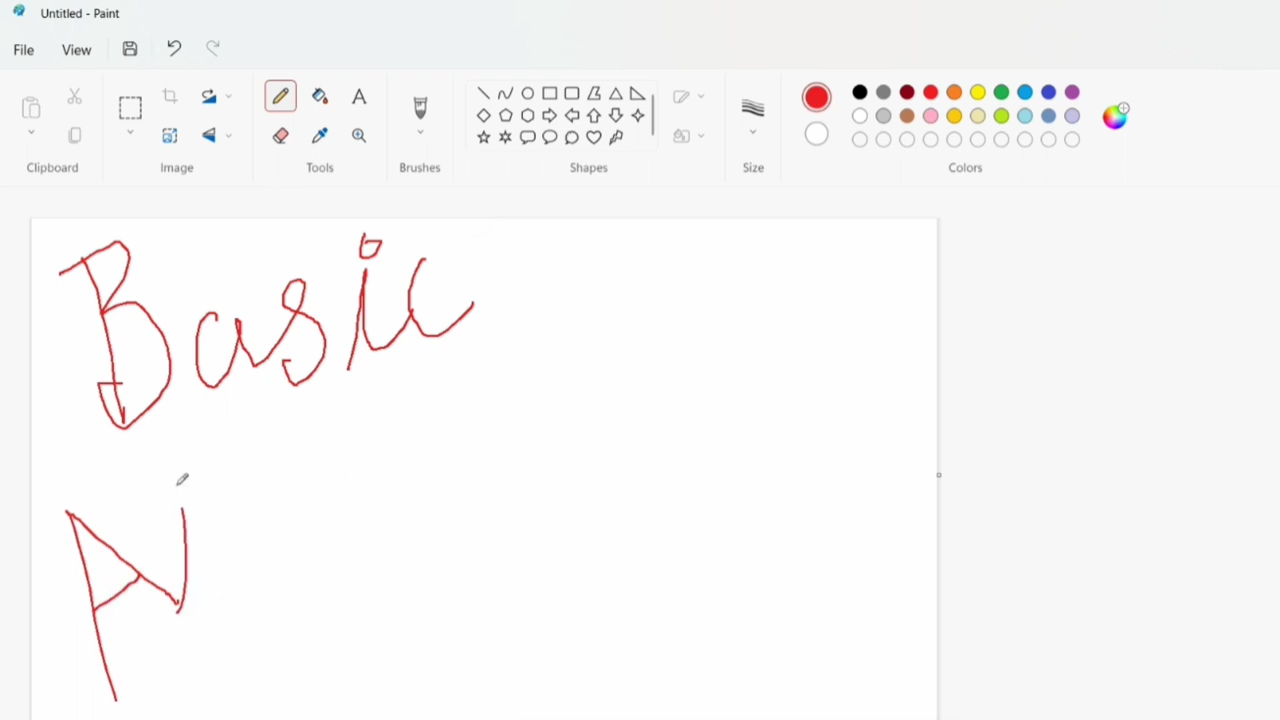 Untitled - Paint
File View
Clipboard Image Tools Brushes Shapes Size Colors
Basic